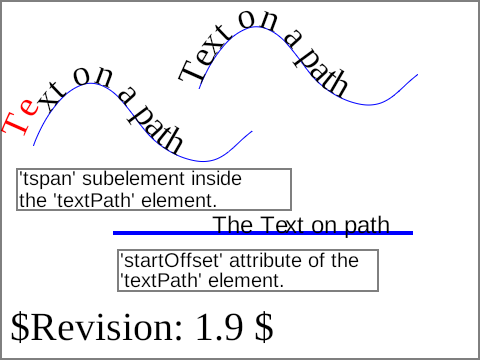 Text on a path
Text on a path
'tspan' subelement inside
the 'textPath' element.
The Text on path
'startOffset' attribute of the
'textPath' element.
$Revision: 1.9 $